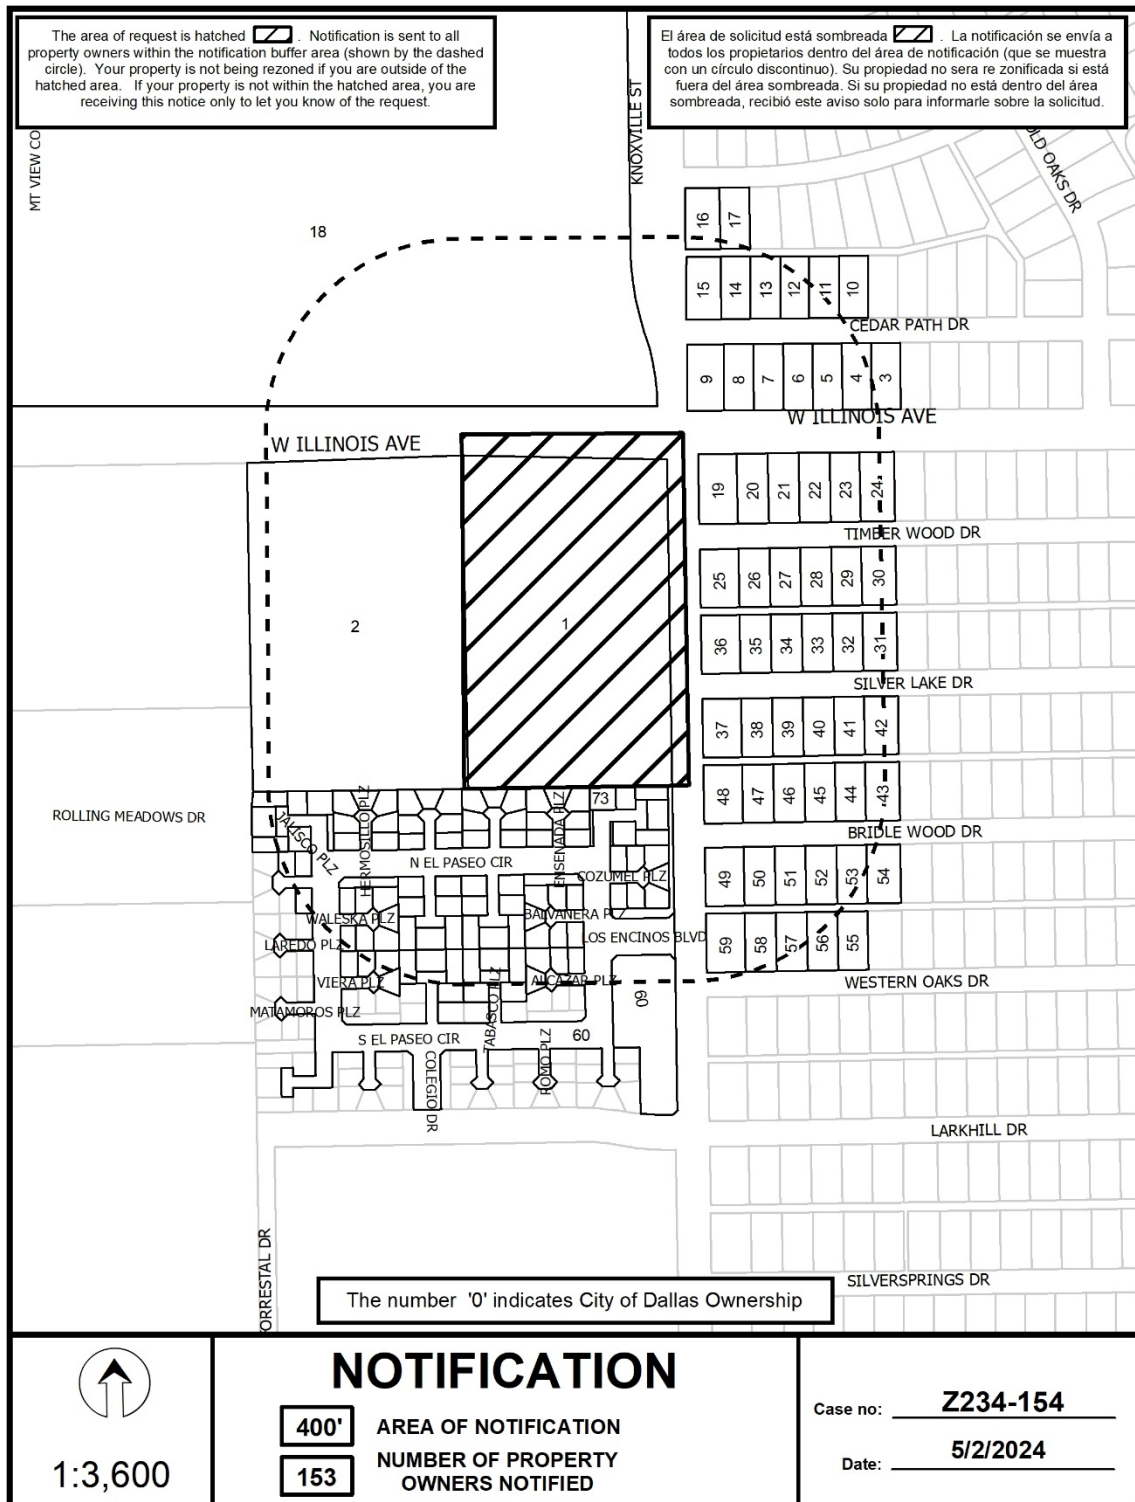 The area of request is hatched . Notification is sent to all
property owners within the notification buffer area (shown by the dashed
circle). Your property is not being rezoned if you are outside of the
hatched area. If your property is not within the hatched area, you are
receiving this notice only to let you know of the request.
El área de solicitud está sombreada . La notificación se envía a
todos los propietarios dentro del área de notificación (que se muestra
con un círculo discontinuo). Su propiedad no sera re zonificada si está
fuera del área sombreada. Si su propiedad no está dentro del área
sombreada, recibió este aviso solo para informarle sobre la solicitud.
MT VIEW CO
KNOXVILLE ST
OLD OAKS DR
18
16 17
15 14 13 12 11 10
CEDAR PATH DR
9 8 7 6 5 4 3
W ILLINOIS AVE
W ILLINOIS AVE
19 20 21 22 23 24
TIMBER WOOD DR
25 26 27 28 29 30
2
1
36 35 34 33 32 31
SILVER LAKE DR
37 38 39 40 41 42
48 47 46 45 44 43
73
ROLLING MEADOWS DR
BRIDLE WOOD DR
JALISCO PLZ
HERMOSILLO PLZ
ENSENADA PLZ
N EL PASEO CIR
COZUMEL PLZ
49 50 51 52 53 54
WALESKA PLZ
BALVANERA PLZ
LOS ENCINOS BLVD
LAREDO PLZ
59 58 57 56 55
VIERA PLZ
ALCAZAR PLZ
WESTERN OAKS DR
MATAMOROS PLZ
TABASCO PLZ
60
S EL PASEO CIR
60
COLEGIO DR
ROMO PLZ
LARKHILL DR
ORRESTAL DR
SILVERSPRINGS DR
The number '0' indicates City of Dallas Ownership
1:3,600
NOTIFICATION
400' AREA OF NOTIFICATION
153 NUMBER OF PROPERTY
OWNERS NOTIFIED
Case no: Z234-154
Date: 5/2/2024